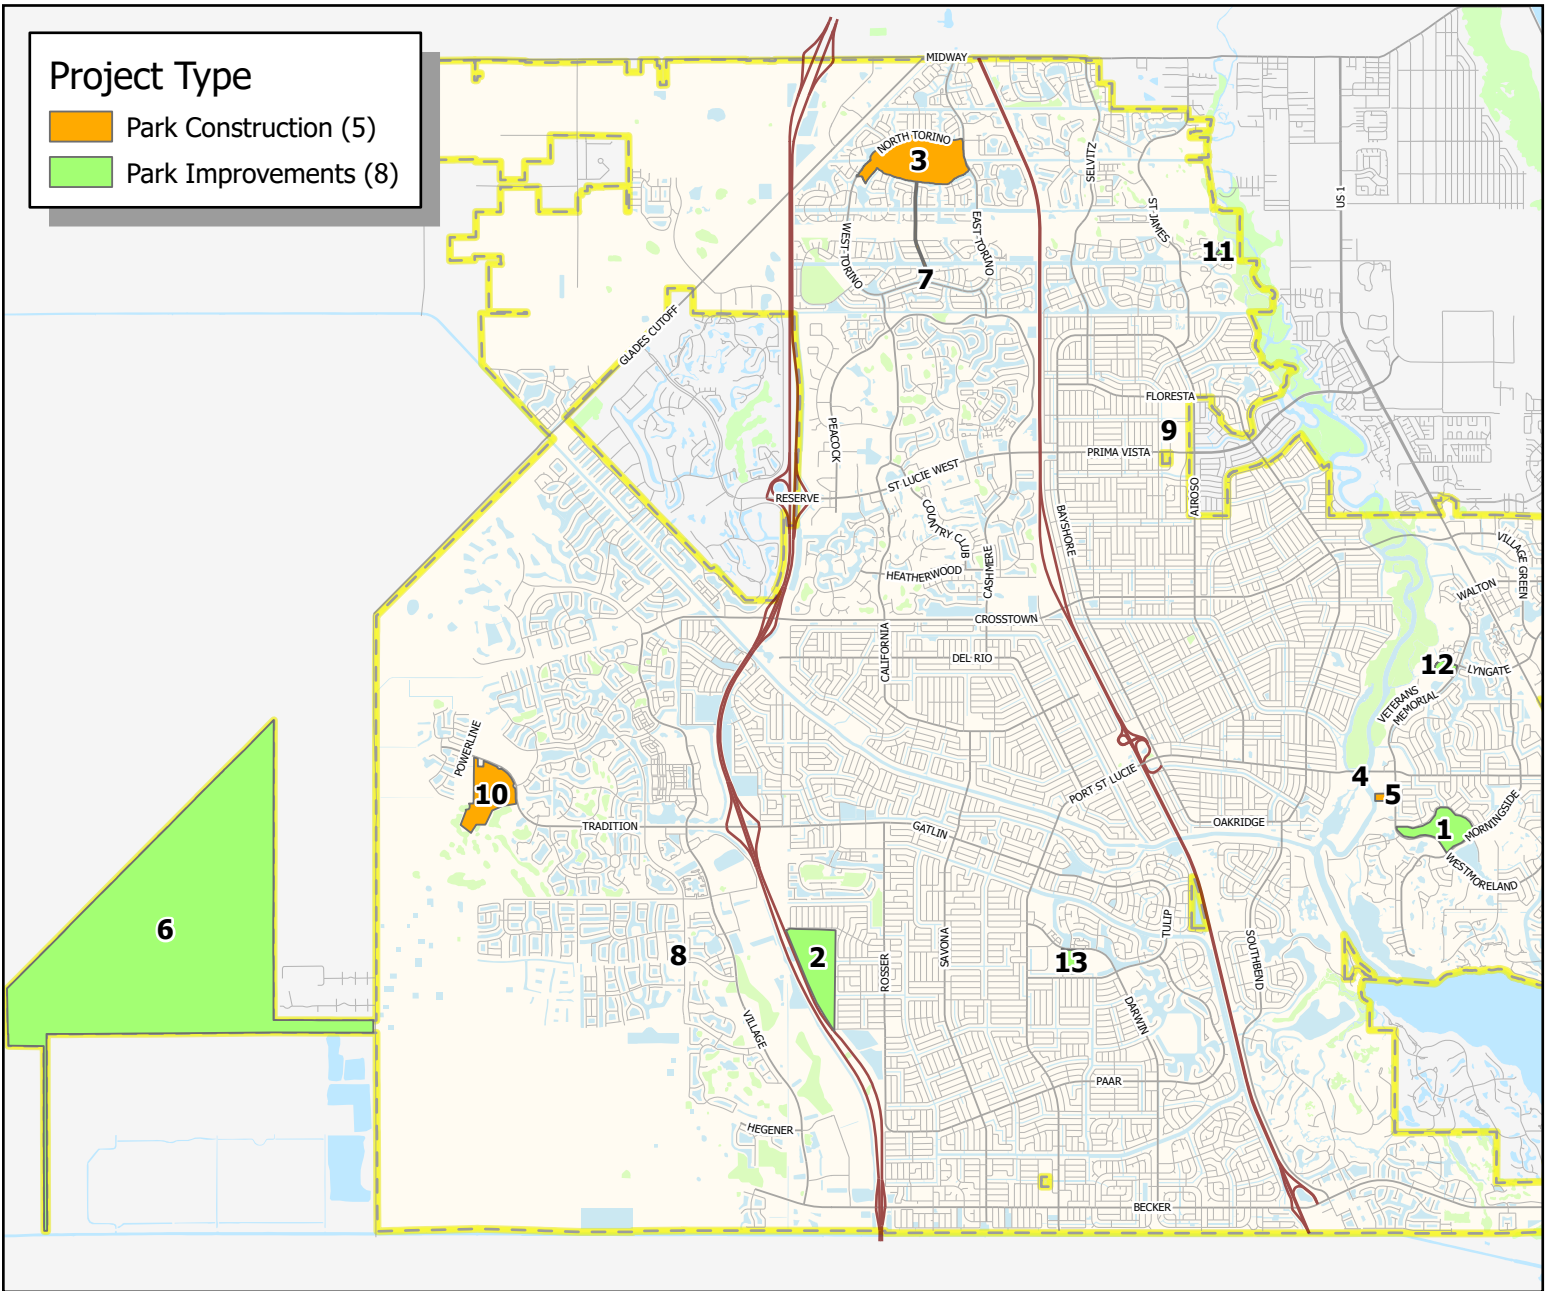 Project Type
Park Construction (5)
Park Improvements (8)
MIDWAY
NORTH TORINO
3
SELVITZ
US 1
ST JAMES
WEST TORINO
EAST TORINO
11
7
GLADES CUTOFF
FLORESTA
PEACOCK
9
PRIMA VISTA
ST LUCIE WEST
RESERVE
AIROSO
COUNTRY CLUB
BAYSHORE
VILLAGE GREEN
HEATHERWOOD
CASHMERE
WALTON
CROSSTOWN
CALIFORNIA
DEL RIO
12
LYNGATE
VETERANS
MEMORIAL
POWERLINE
PORT ST LUCIE
4
10
5
TRADITION
GATLIN
OAKRIDGE
1
MORNINGSIDE
WESTMORELAND
6
TULIP
8
2
ROSSER
SAVONA
13
SOUTHBEND
VILLAGE
DARWIN
PAAR
HEGENER
BECKER